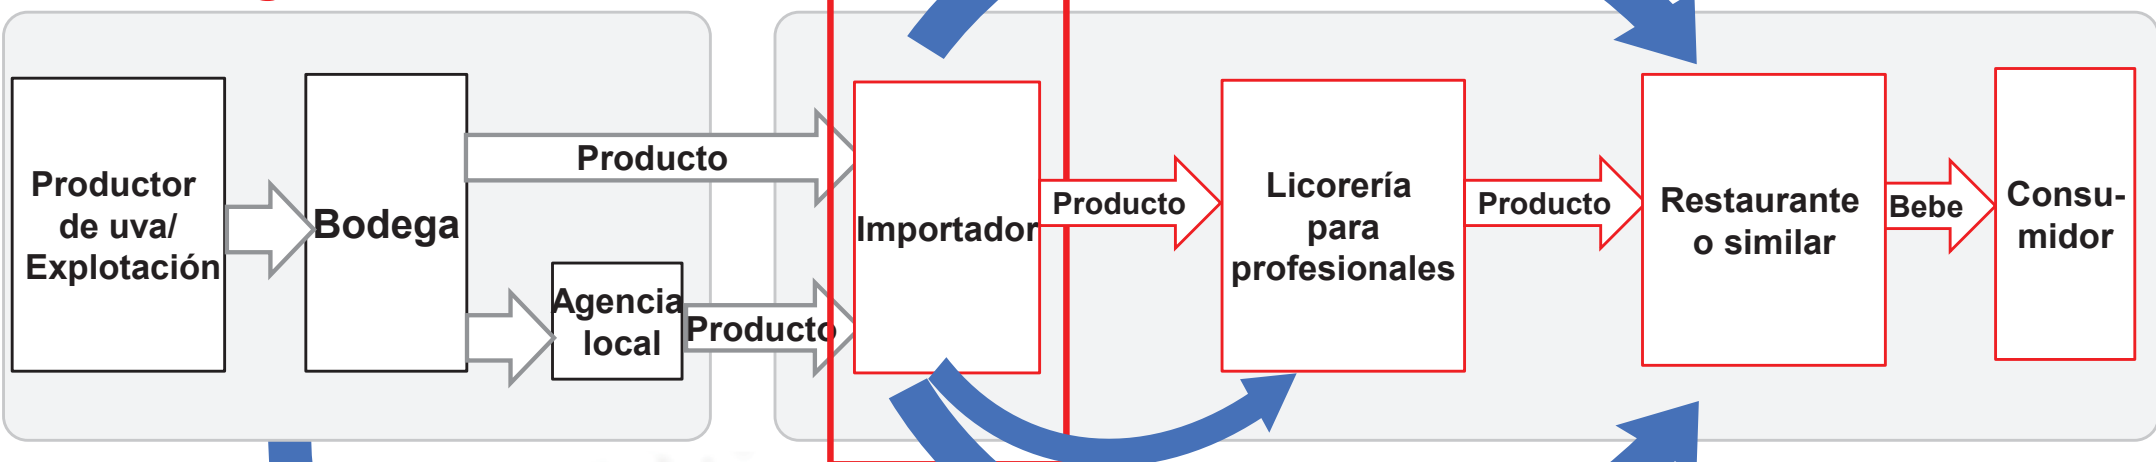 Productor
de uva/
Explotación
Bodega
Producto
Agencia
local
Producto
Importador
Producto
Licorería
para
profesionales
Producto
Restaurante
o similar
Bebe
Consu-
midor